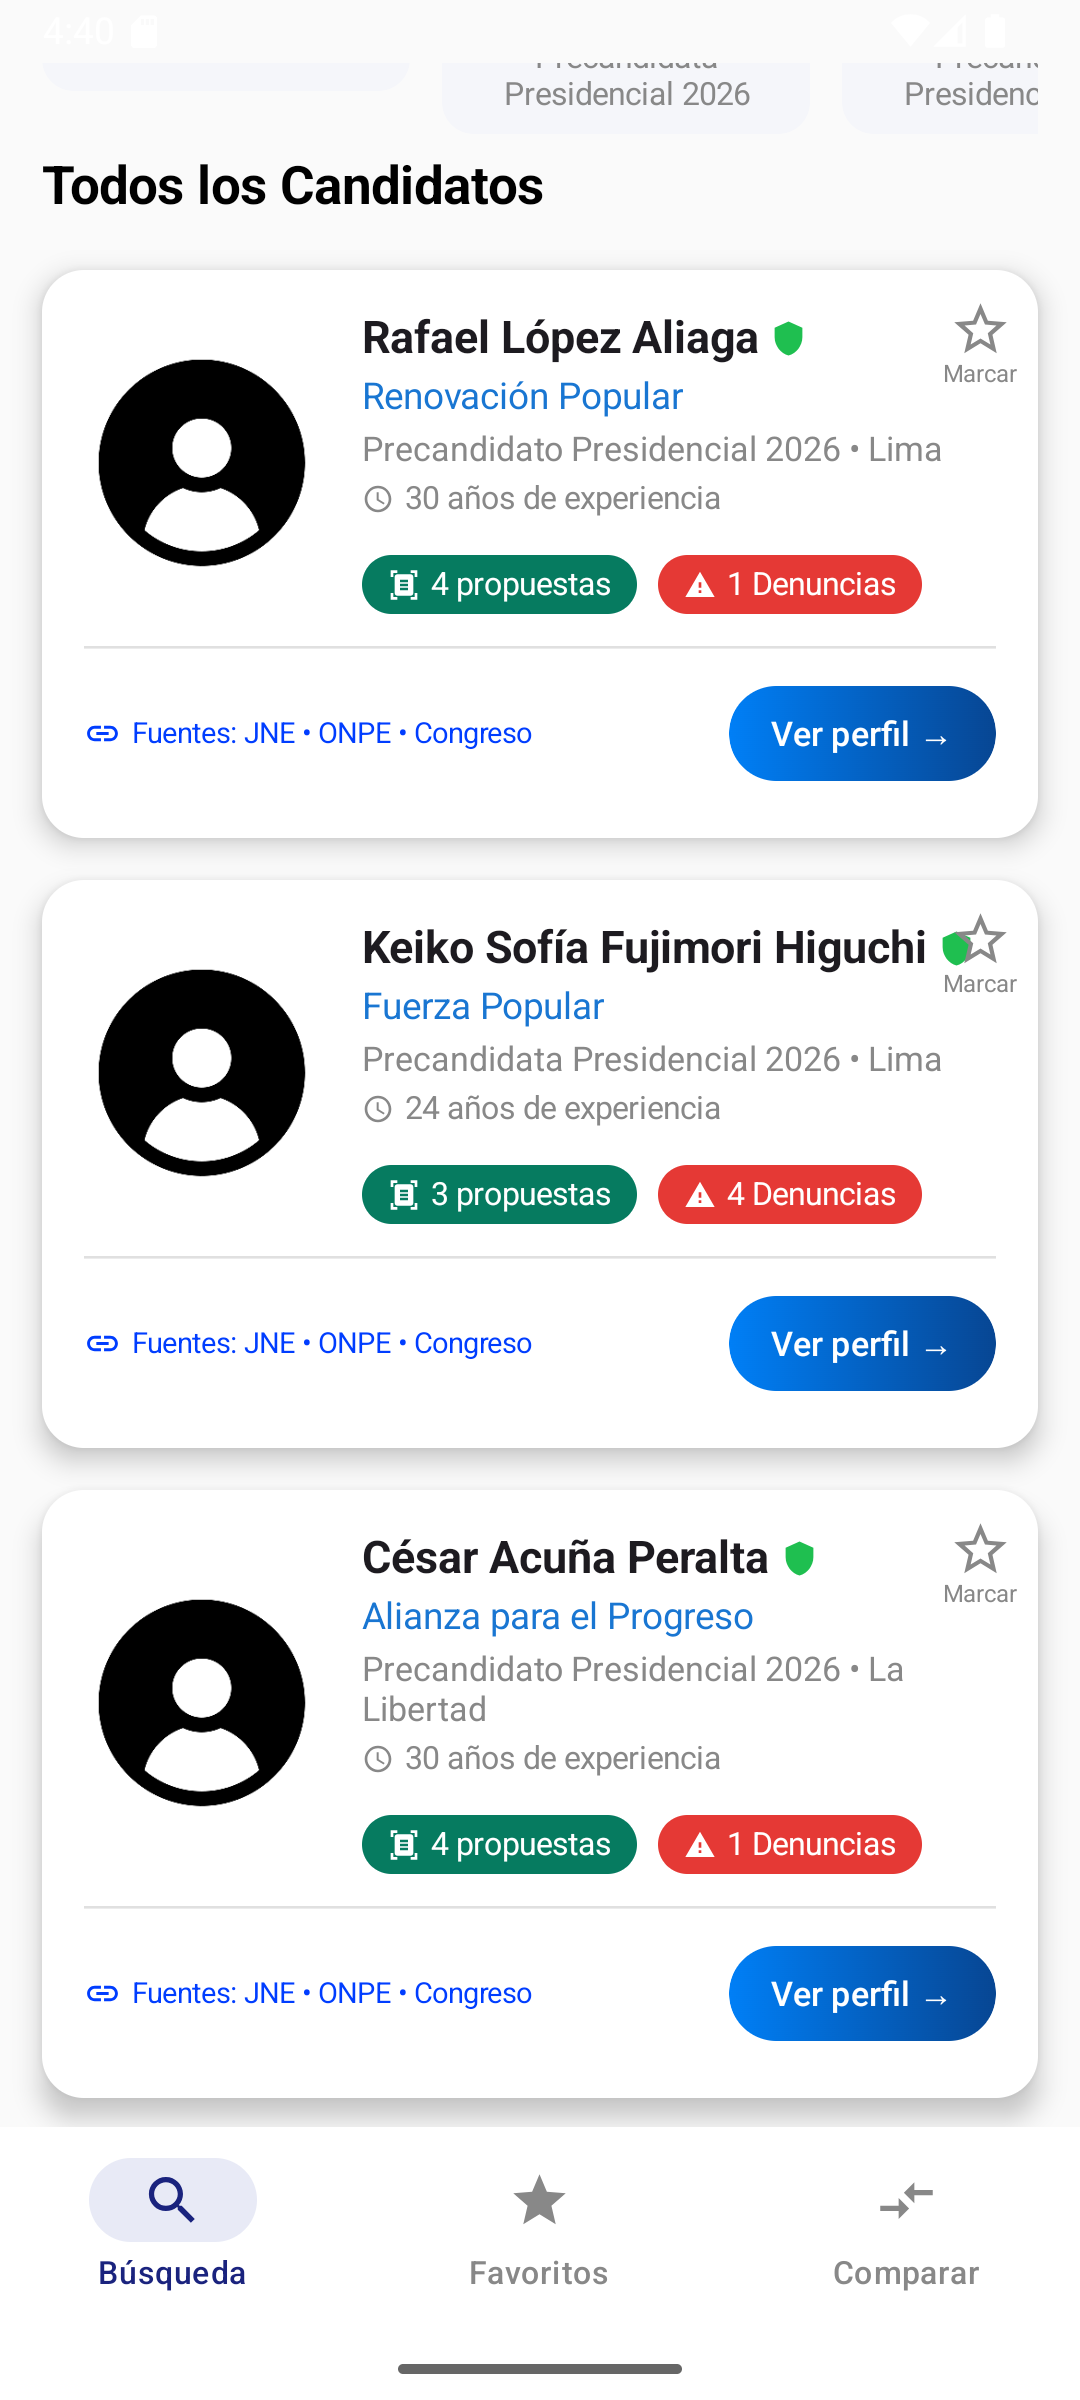 4:40
Precandidata
Presidencial 2026
Presidenc
Todos los Candidatos
Rafael López Aliaga
Marcar
Renovación Popular
Precandidato Presidencial 2026 • Lima
30 años de experiencia
4 propuestas
1 Denuncias
Fuentes: JNE • ONPE • Congreso
Ver perfil →
Keiko Sofía Fujimori Higuchi
Marcar
Fuerza Popular
Precandidata Presidencial 2026 • Lima
24 años de experiencia
3 propuestas
4 Denuncias
Fuentes: JNE • ONPE • Congreso
Ver perfil →
César Acuña Peralta
Marcar
Alianza para el Progreso
Precandidato Presidencial 2026 • La
Libertad
30 años de experiencia
4 propuestas
1 Denuncias
Fuentes: JNE • ONPE • Congreso
Ver perfil →
Búsqueda
Favoritos
Comparar